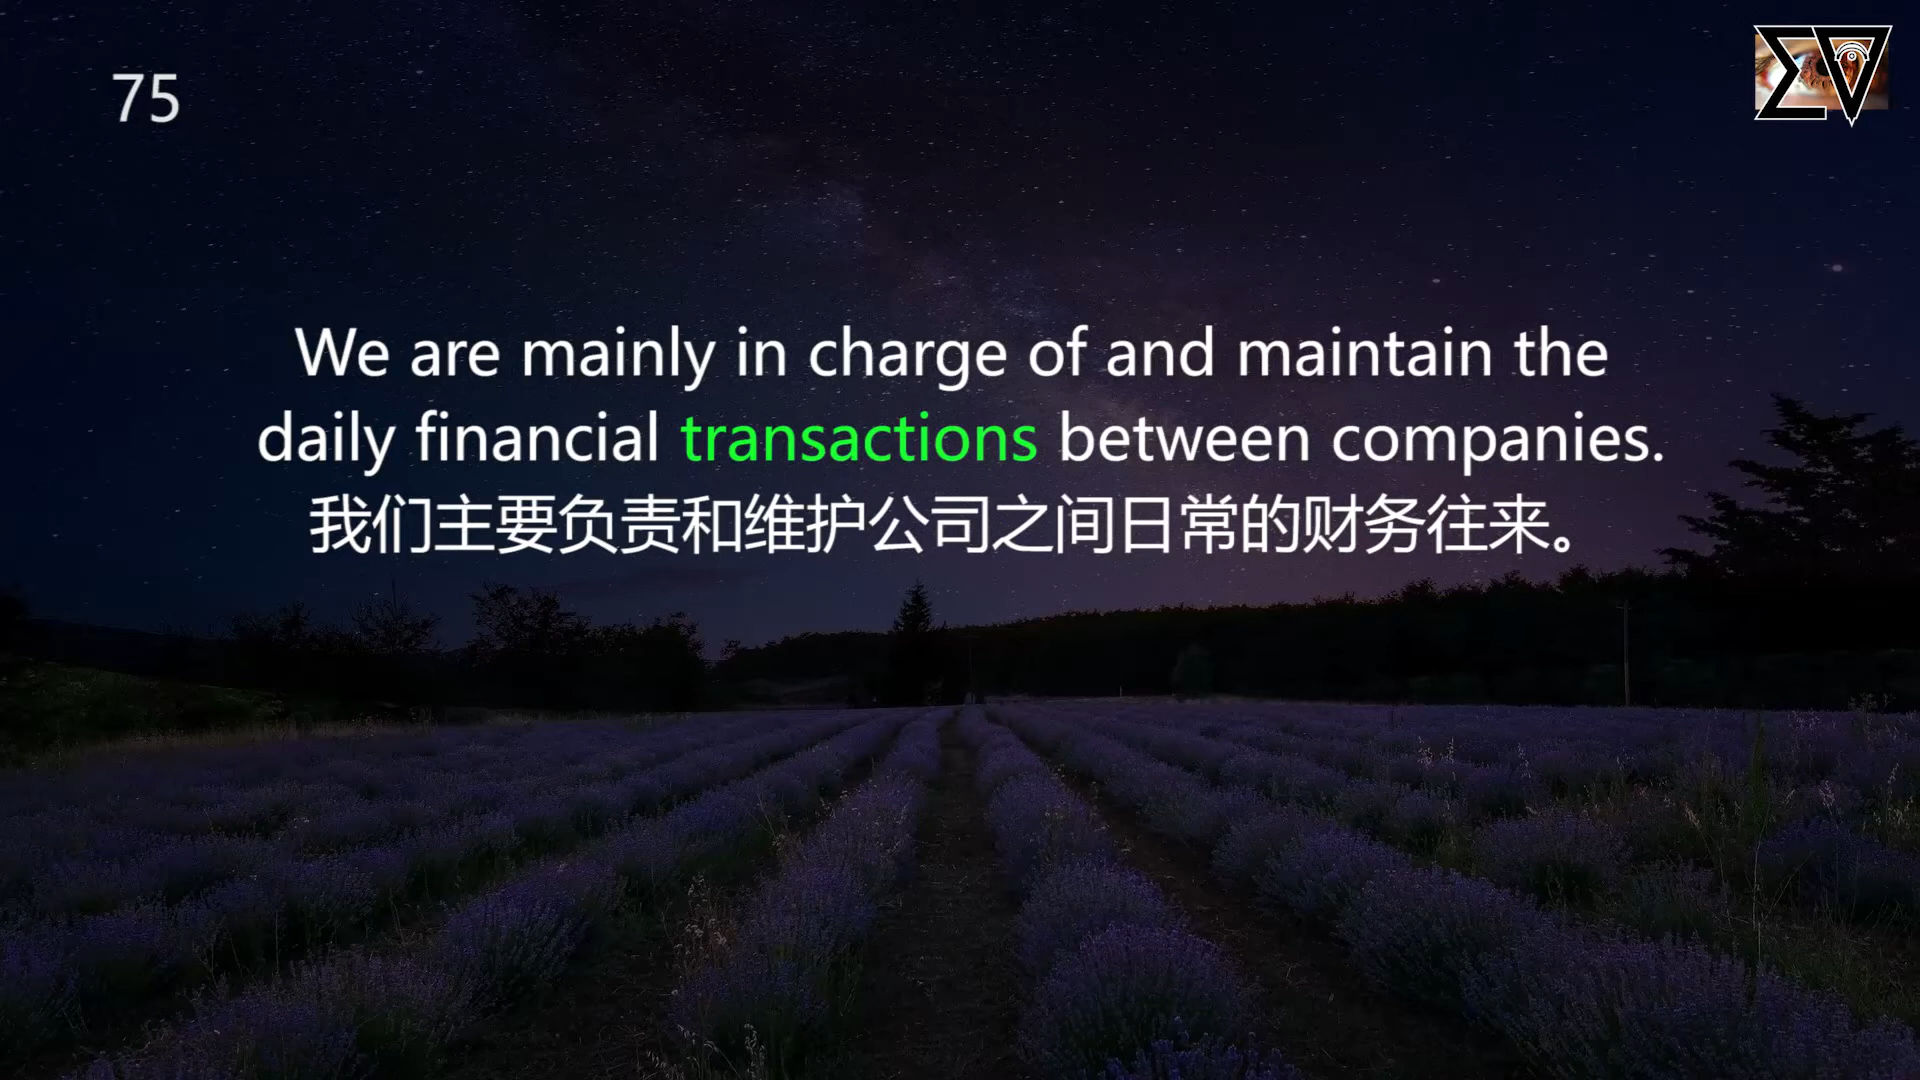 75
We are mainly in charge of and maintain the
daily financial transactions between companies.
我们主要负责和维护公司之间日常的财务往来。